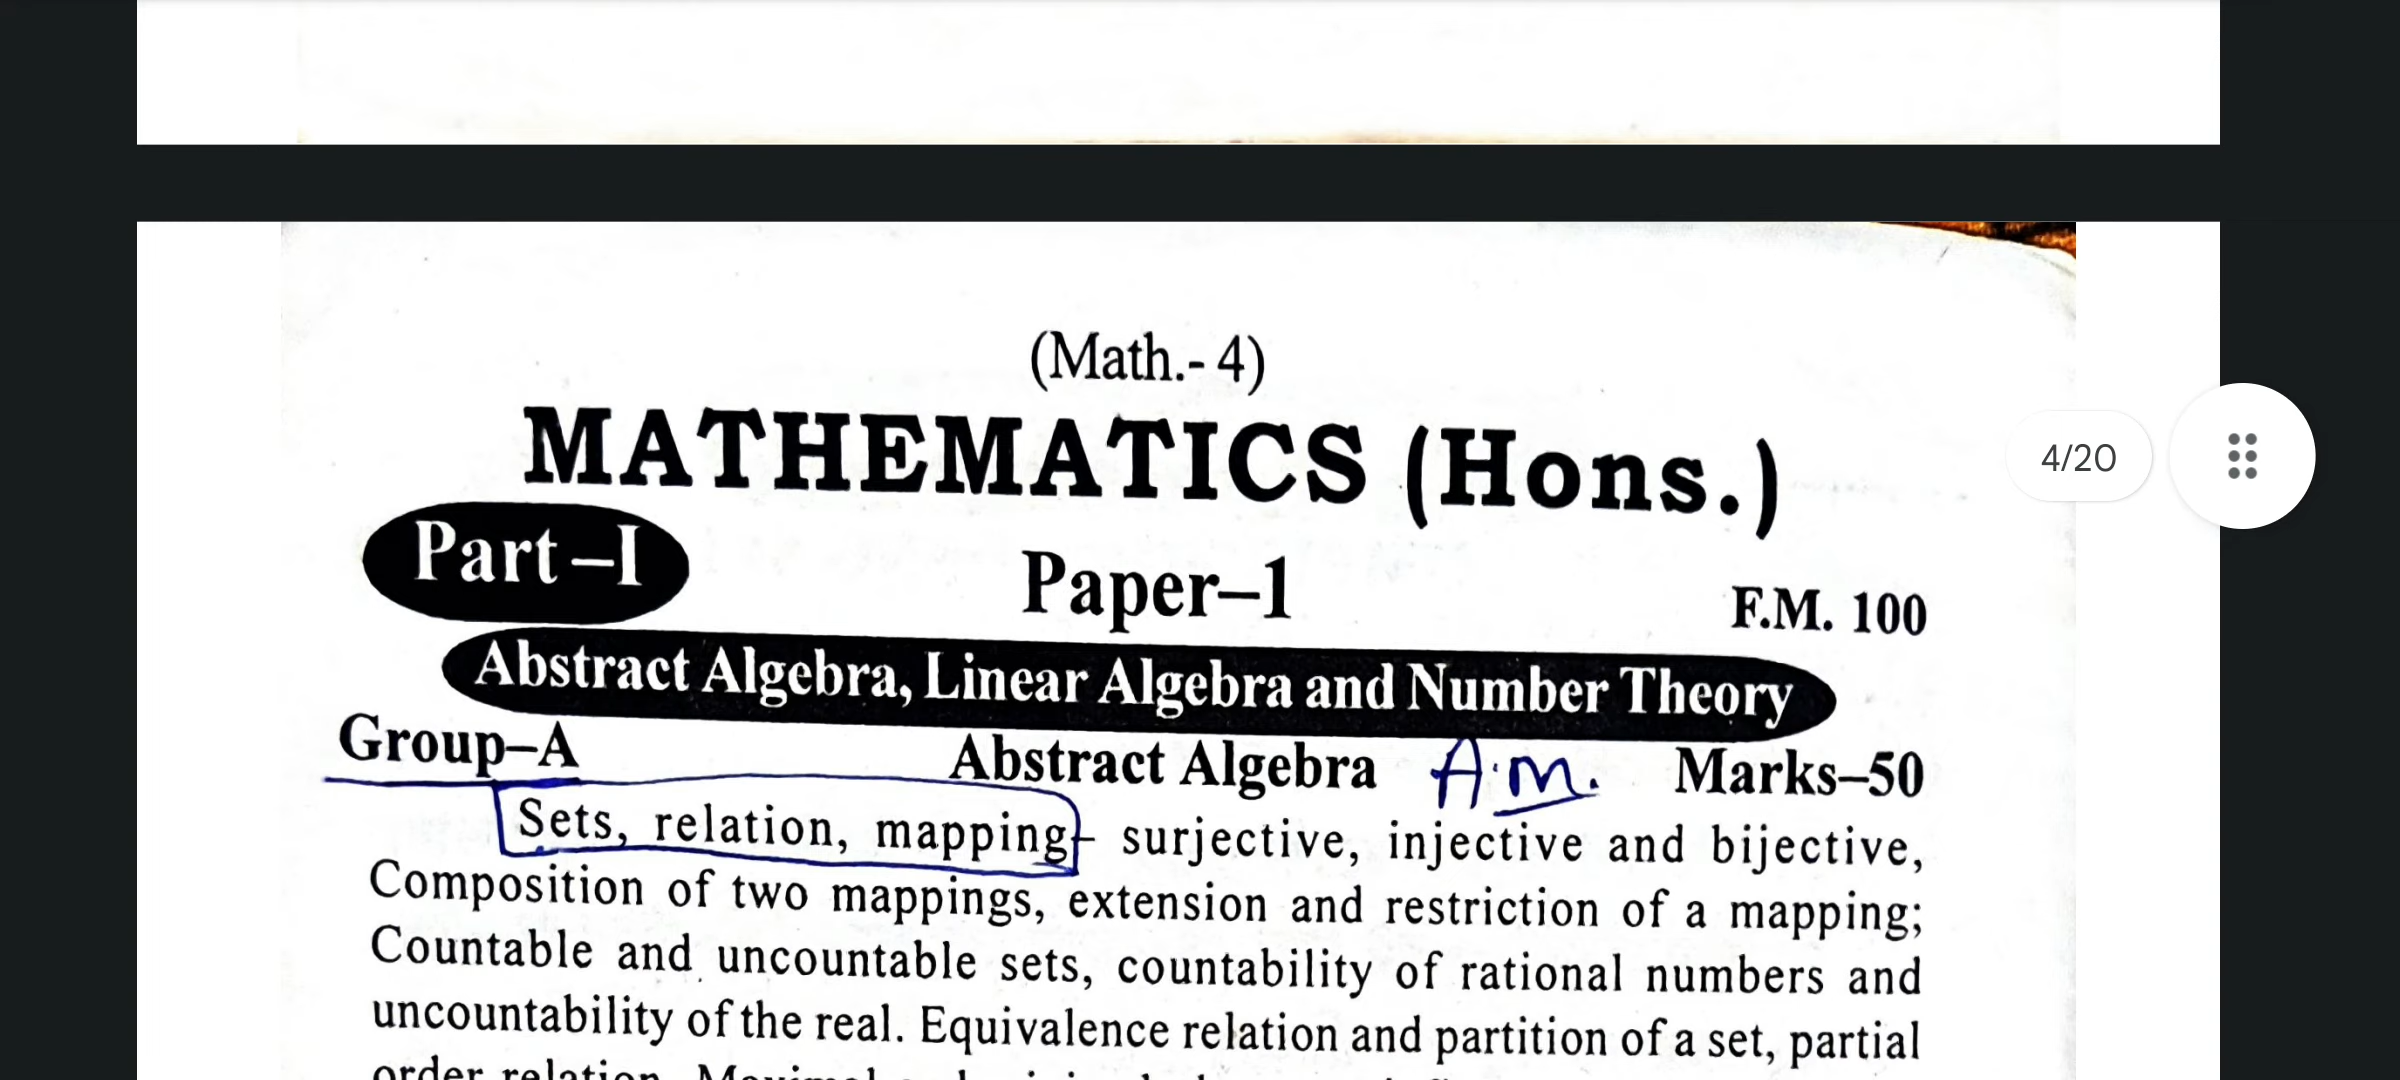 (Math.- 4)
MATHEMATICS (Hons.)
4/20
Part–I Paper–1 F.M. 100
Abstract Algebra, Linear Algebra and Number Theory
Group–A Abstract Algebra A.m. Marks–50
Sets, relation, mapping– surjective, injective and bijective,
Composition of two mappings, extension and restriction of a mapping;
Countable and uncountable sets, countability of rational numbers and
uncountability of the real. Equivalence relation and partition of a set, partial
order relation.